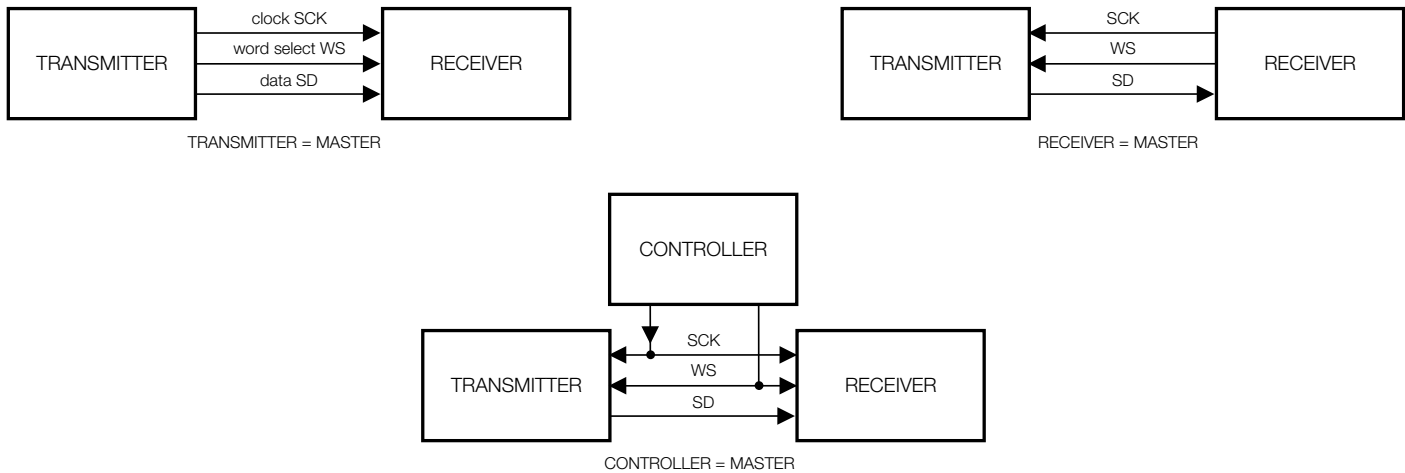 clock SCK
word select WS
data SD
TRANSMITTER
RECEIVER
TRANSMITTER = MASTER
SCK
WS
SD
TRANSMITTER
RECEIVER
RECEIVER = MASTER
CONTROLLER
SCK
WS
SD
TRANSMITTER
RECEIVER
CONTROLLER = MASTER